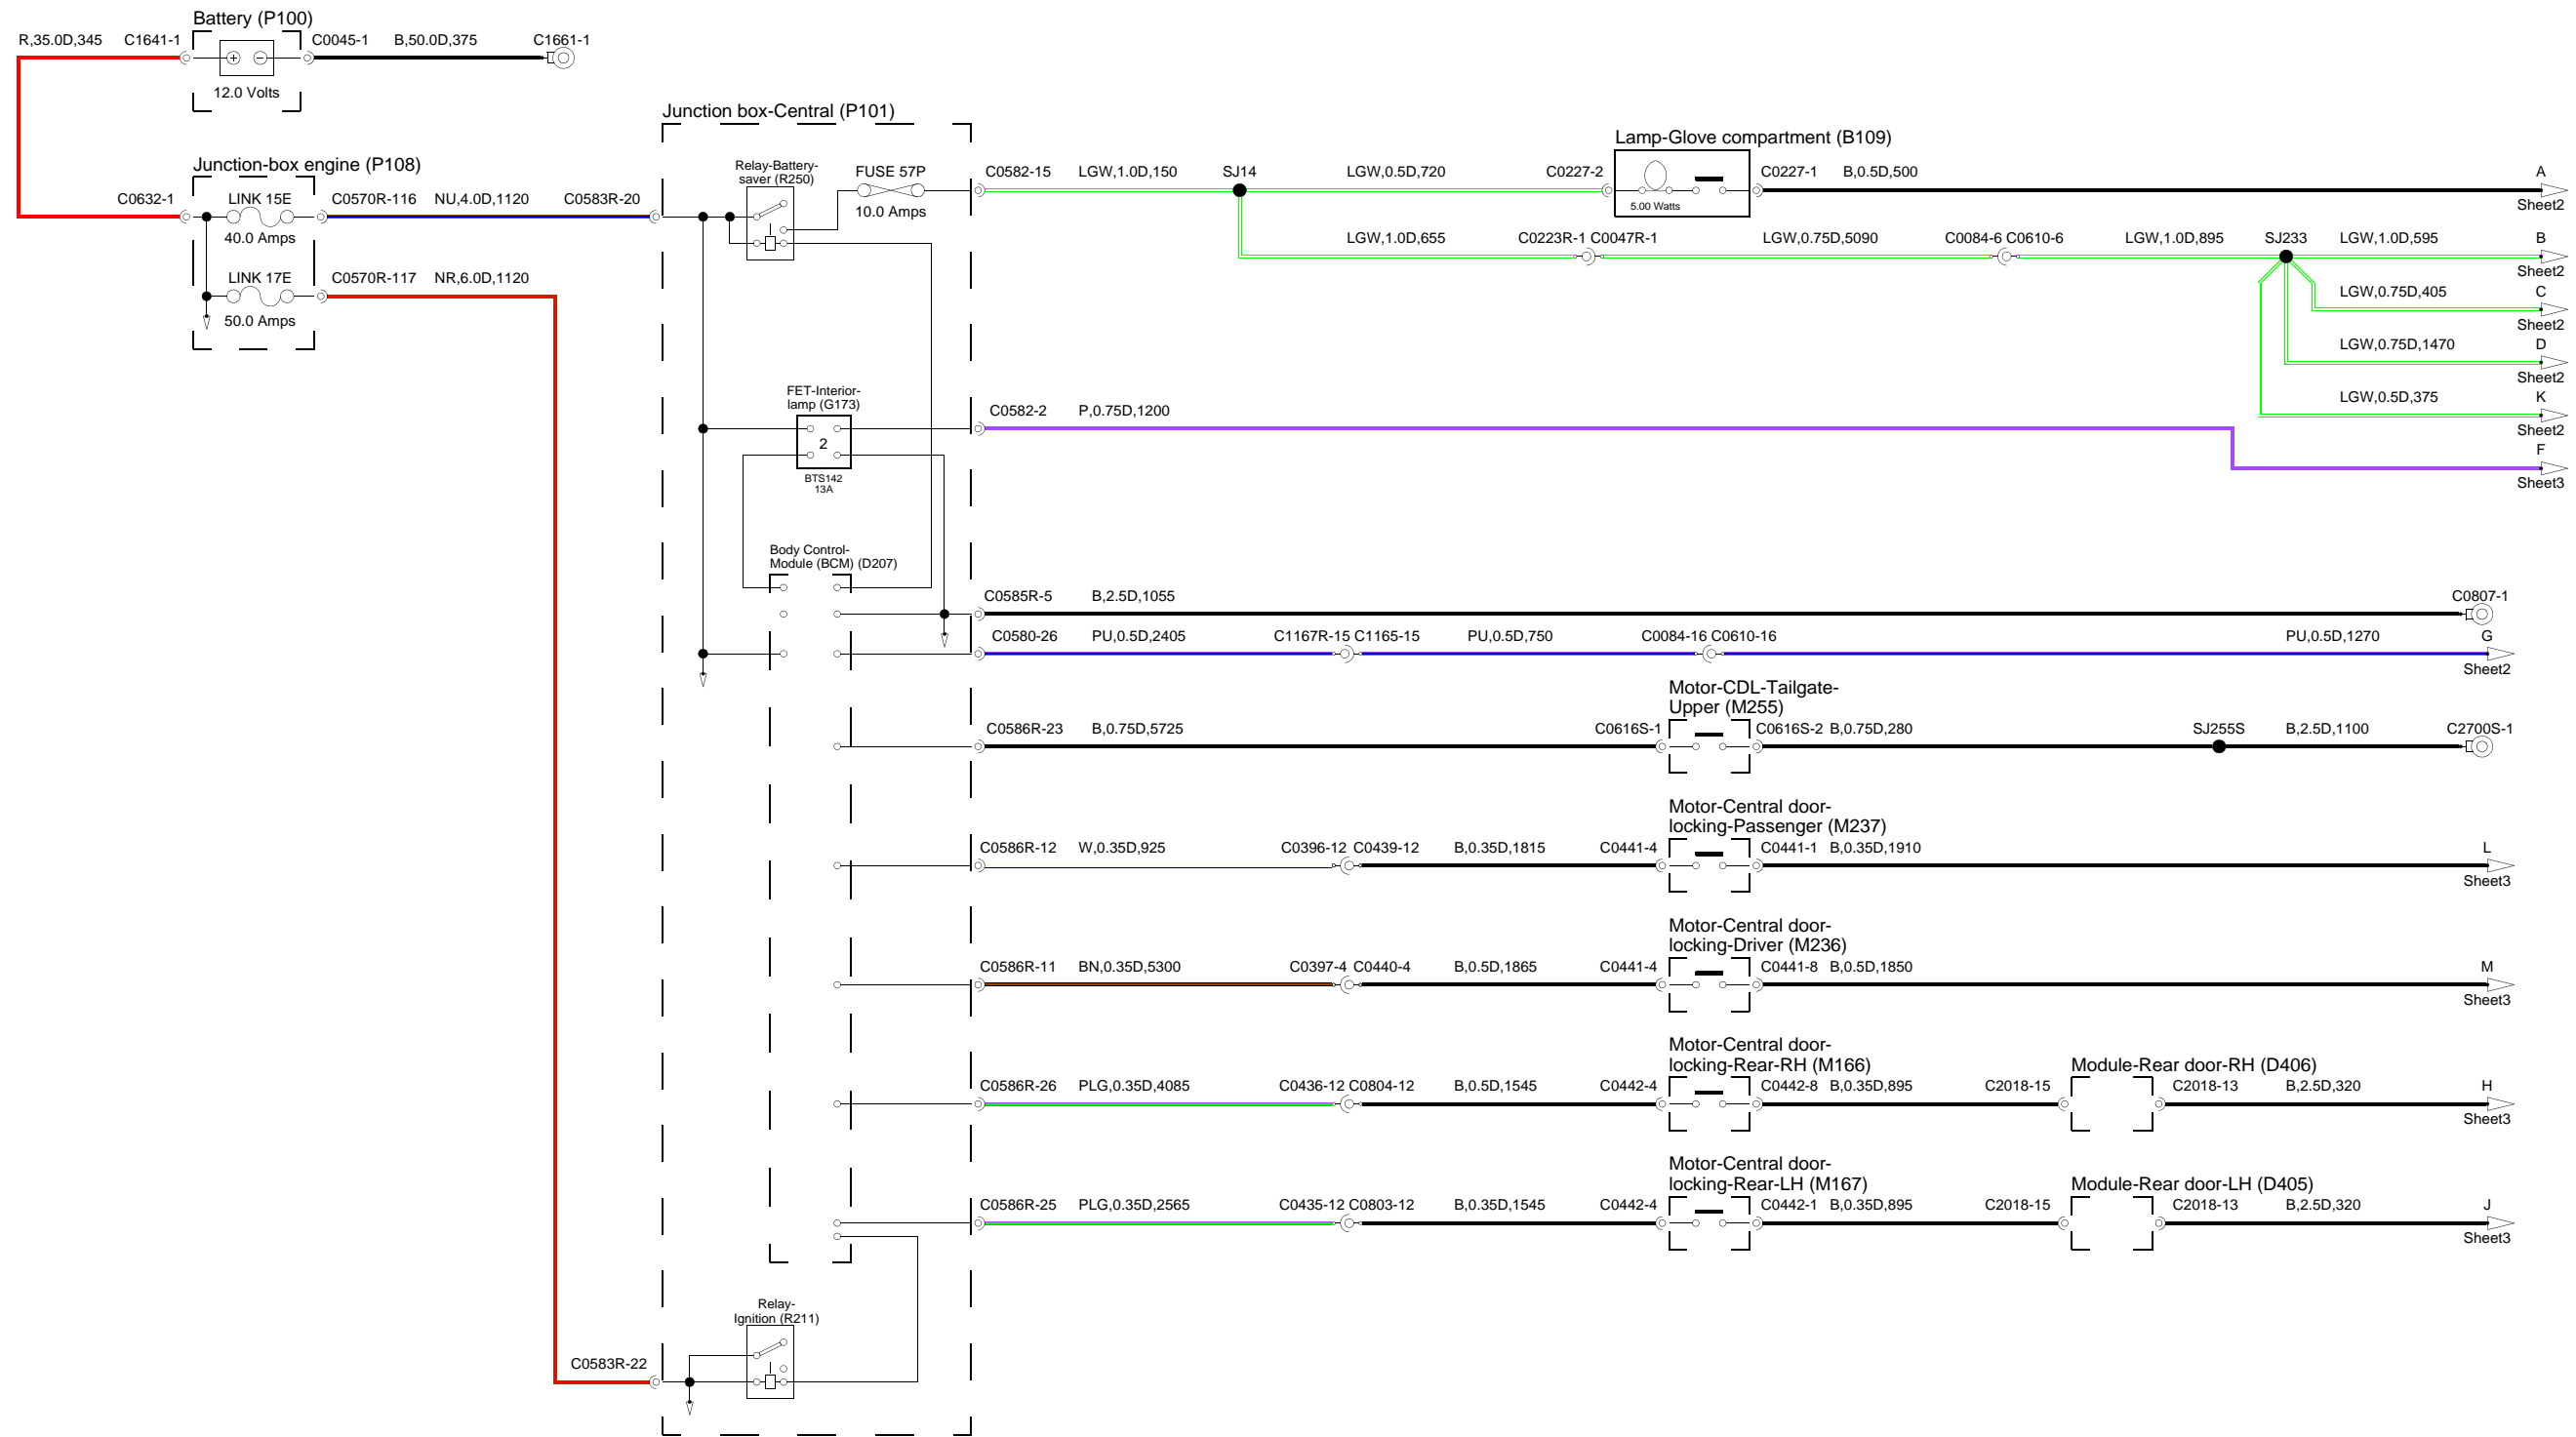 Battery (P100)
R,35.0D,345 C1641-1 C0045-1 B,50.0D,375 C1661-1
12.0 Volts
Junction box-Central (P101)
Junction-box engine (P108)
Lamp-Glove compartment (B109)
Relay-Battery-
saver (R250)
FUSE 57P
10.0 Amps
C0582-15 LGW,1.0D,150 SJ14 LGW,0.5D,720 C0227-2 C0227-1 B,0.5D,500 A
Sheet2
5.00 Watts
C0632-1 LINK 15E C0570R-116 NU,4.0D,1120 C0583R-20
40.0 Amps
LGW,1.0D,655 C0223R-1 C0047R-1 LGW,0.75D,5090 C0084-6 C0610-6 LGW,1.0D,895 SJ233 LGW,1.0D,595 B
Sheet2
LINK 17E C0570R-117 NR,6.0D,1120
50.0 Amps
LGW,0.75D,405 C
Sheet2
LGW,0.75D,1470 D
Sheet2
LGW,0.5D,375 K
Sheet2
FET-Interior-
lamp (G173)
2
BTS142
13A
C0582-2 P,0.75D,1200
F
Sheet3
Body Control-
Module (BCM) (D207)
C0585R-5 B,2.5D,1055 C0807-1
C0580-26 PU,0.5D,2405 C1167R-15 C1165-15 PU,0.5D,750 C0084-16 C0610-16 PU,0.5D,1270 G
Sheet2
Motor-CDL-Tailgate-
Upper (M255)
C0586R-23 B,0.75D,5725 C0616S-1 C0616S-2 B,0.75D,280 SJ255S B,2.5D,1100 C2700S-1
Motor-Central door-
locking-Passenger (M237)
C0586R-12 W,0.35D,925 C0396-12 C0439-12 B,0.35D,1815 C0441-4 C0441-1 B,0.35D,1910 L
Sheet3
Motor-Central door-
locking-Driver (M236)
C0586R-11 BN,0.35D,5300 C0397-4 C0440-4 B,0.5D,1865 C0441-4 C0441-8 B,0.5D,1850 M
Sheet3
Motor-Central door-
locking-Rear-RH (M166) Module-Rear door-RH (D406)
C0586R-26 PLG,0.35D,4085 C0436-12 C0804-12 B,0.5D,1545 C0442-4 C0442-8 B,0.35D,895 C2018-15 C2018-13 B,2.5D,320 H
Sheet3
Motor-Central door-
locking-Rear-LH (M167) Module-Rear door-LH (D405)
C0586R-25 PLG,0.35D,2565 C0435-12 C0803-12 B,0.35D,1545 C0442-4 C0442-1 B,0.35D,895 C2018-15 C2018-13 B,2.5D,320 J
Sheet3
Relay-
Ignition (R211)
C0583R-22